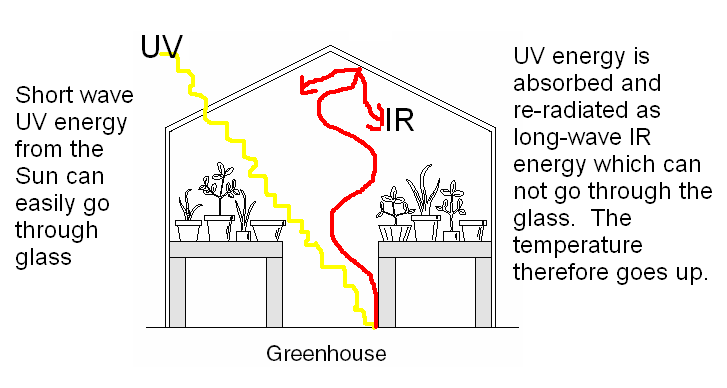 UV
Short wave
UV energy
from the
Sun can
easily go
through
glass
IR
UV energy is
absorbed and
re-radiated as
long-wave IR
energy which can
not go through the
glass.  The
temperature
therefore goes up.
Greenhouse